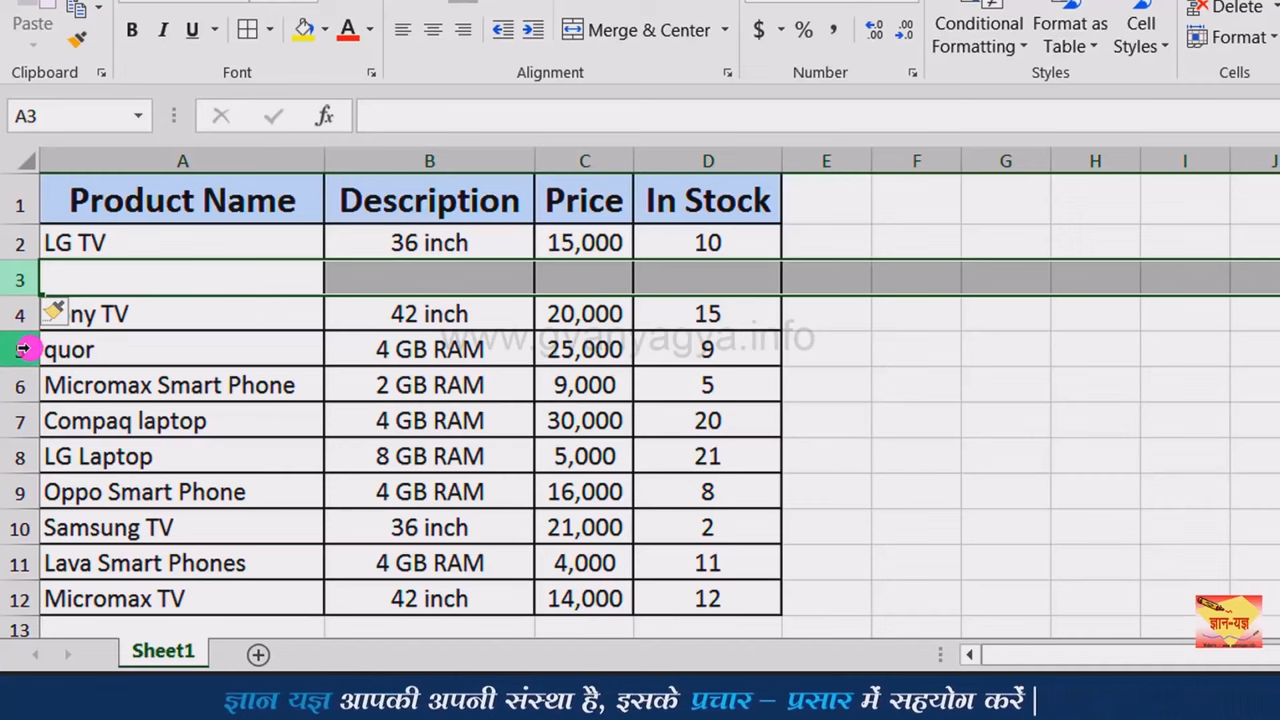 Paste
B I U A Merge & Center $ % , .00 .0 Conditional Formatting Format as Table Cell Styles Delete Format
Clipboard Font Alignment Number Styles Cells
A3 fx
A B C D E F G H I J
1 Product Name Description Price In Stock
2 LG TV 36 inch 15,000 10
3
4 ny TV 42 inch 20,000 15
www.gyanyagya.info
quor 4 GB RAM 25,000 9
6 Micromax Smart Phone 2 GB RAM 9,000 5
7 Compaq laptop 4 GB RAM 30,000 20
8 LG Laptop 8 GB RAM 5,000 21
9 Oppo Smart Phone 4 GB RAM 16,000 8
10 Samsung TV 36 inch 21,000 2
11 Lava Smart Phones 4 GB RAM 4,000 11
12 Micromax TV 42 inch 14,000 12
13
ज्ञान-यज्ञ
Sheet1
ज्ञान यज्ञ आपकी अपनी संस्था है, इसके प्रचार – प्रसार में सहयोग करें |